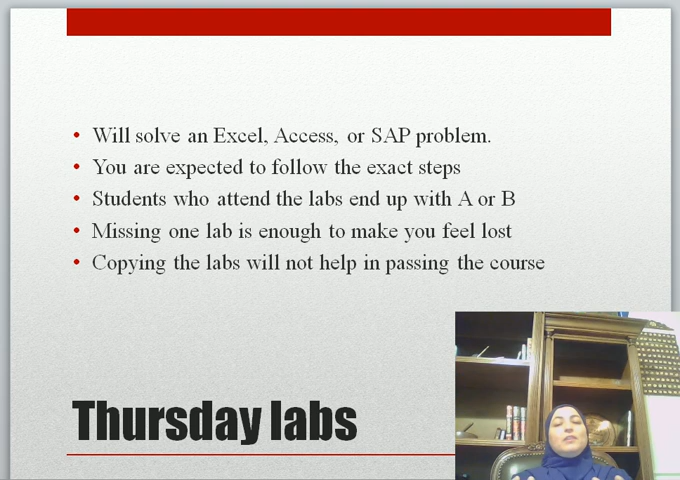 Will solve an Excel, Access, or SAP problem.
You are expected to follow the exact steps
Students who attend the labs end up with A or B
Missing one lab is enough to make you feel lost
Copying the labs will not help in passing the course
Thursday labs